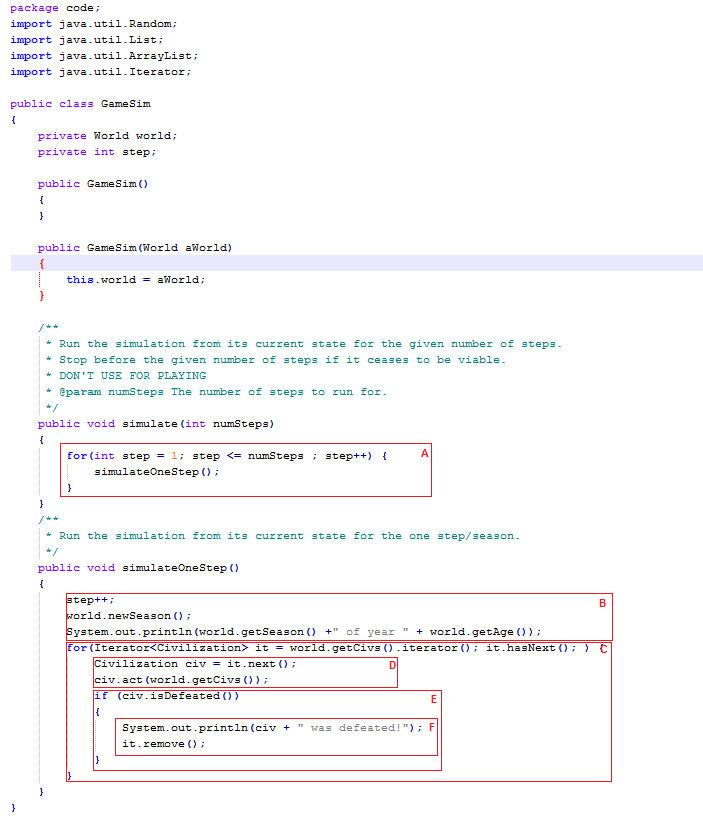 package code;
import java.util.Random;
import java.util.List;
import java.util.ArrayList;
import java.util.Iterator;

public class GameSim
{
    private World world;
    private int step;

    public GameSim()
    {
    }

    public GameSim(World aWorld)
    {
        this.world = aWorld;
    }

    /**
     * Run the simulation from its current state for the given number of steps.
     * Stop before the given number of steps if it ceases to be viable.
     * DON'T USE FOR PLAYING
     * @param numSteps The number of steps to run for.
     */
    public void simulate(int numSteps)
    {
        for(int step = 1; step <= numSteps ; step++) { A
            simulateOneStep();
        }
    }
    /**
     * Run the simulation from its current state for the one step/season.
     */
    public void simulateOneStep()
    {
        step++; B
        world.newSeason();
        System.out.println(world.getSeason() +" of year " + world.getAge());
        for(Iterator<Civilization> it = world.getCivs().iterator(); it.hasNext(); ) { C
            Civilization civ = it.next(); D
            civ.act(world.getCivs());
            if (civ.isDefeated()) E
            {
                System.out.println(civ + " was defeated!"); F
                it.remove();
            }
        }
    }
}